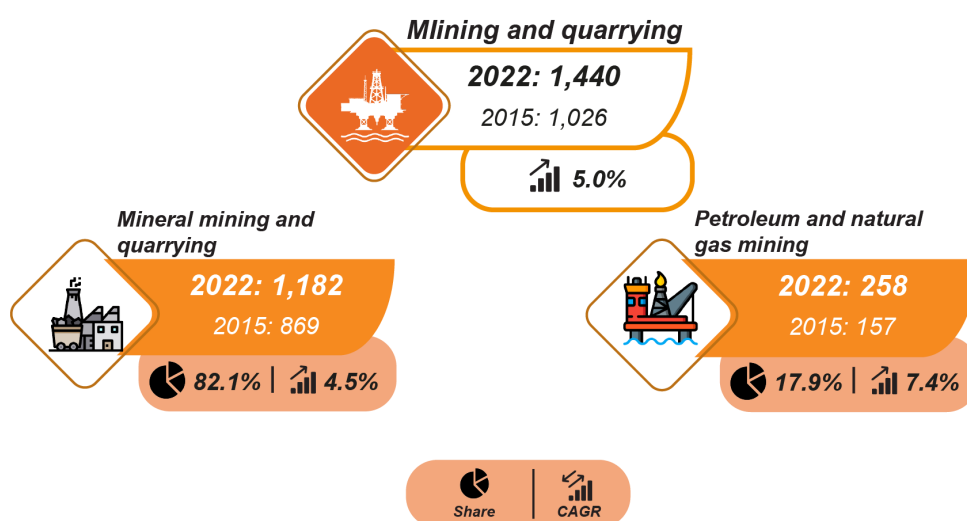 MIining and quarrying
2022: 1,440
2015: 1,026
5.0%
Mineral mining and
quarrying
2022: 1,182
2015: 869
82.1% | 4.5%
Petroleum and natural
gas mining
2022: 258
2015: 157
17.9% | 7.4%
Share | CAGR